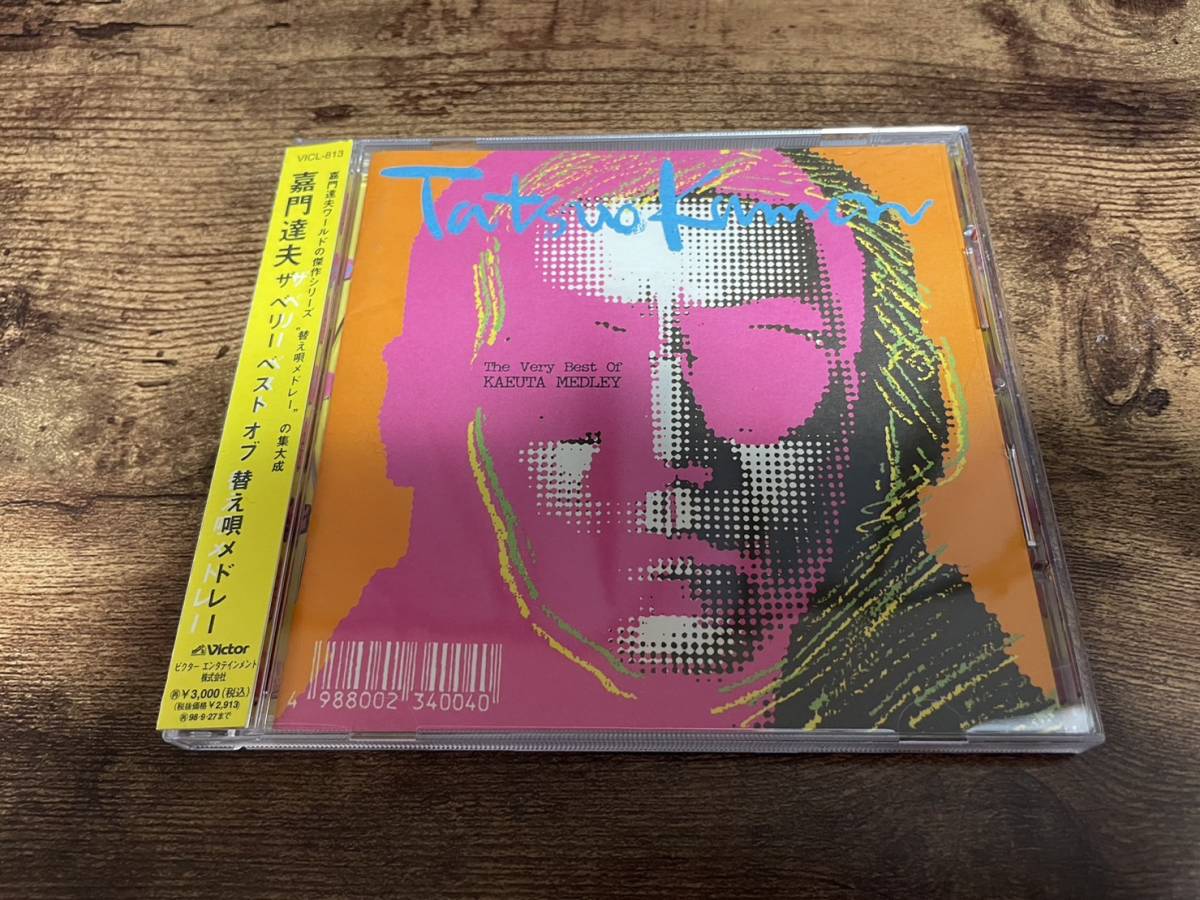 VICL-813
嘉門達夫ワールドの傑作シリーズ"替え唄メドレー"の集大成
嘉門達夫 ザ ベリー ベスト オブ 替え唄メドレー
Victor
ビクター エンタテインメント
株式会社
㋘￥3,000(税込)
(税抜価格￥2,913)
㋘98・9・27まで
Tatsuo Kamon
The Very Best Of
KAEUTA MEDLEY
4 988002 340040